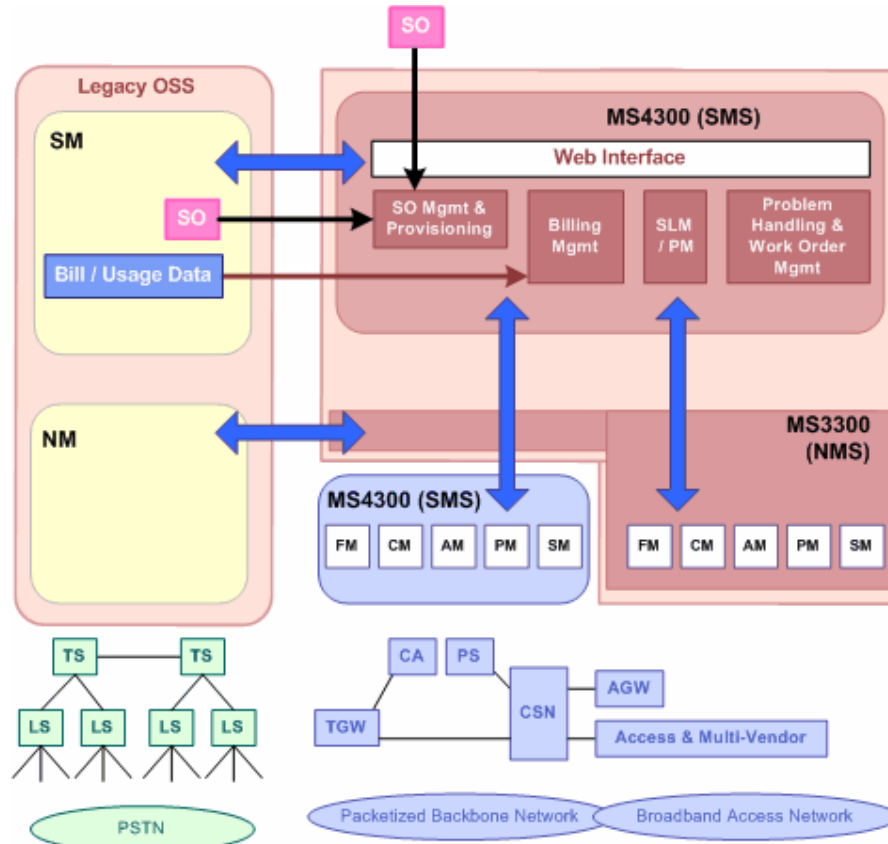 SO
Legacy OSS
SM
SO
Bill / Usage Data
NM
MS4300 (SMS)
Web Interface
SO Mgmt &
Provisioning
Billing
Mgmt
SLM
/ PM
Problem
Handling &
Work Order
Mgmt
MS3300
(NMS)
MS4300 (SMS)
FM
CM
AM
PM
SM
FM
CM
AM
PM
SM
TS
TS
LS
LS
LS
LS
PSTN
CA
PS
TGW
CSN
AGW
Access & Multi-Vendor
Packetized Backbone Network
Broadband Access Network